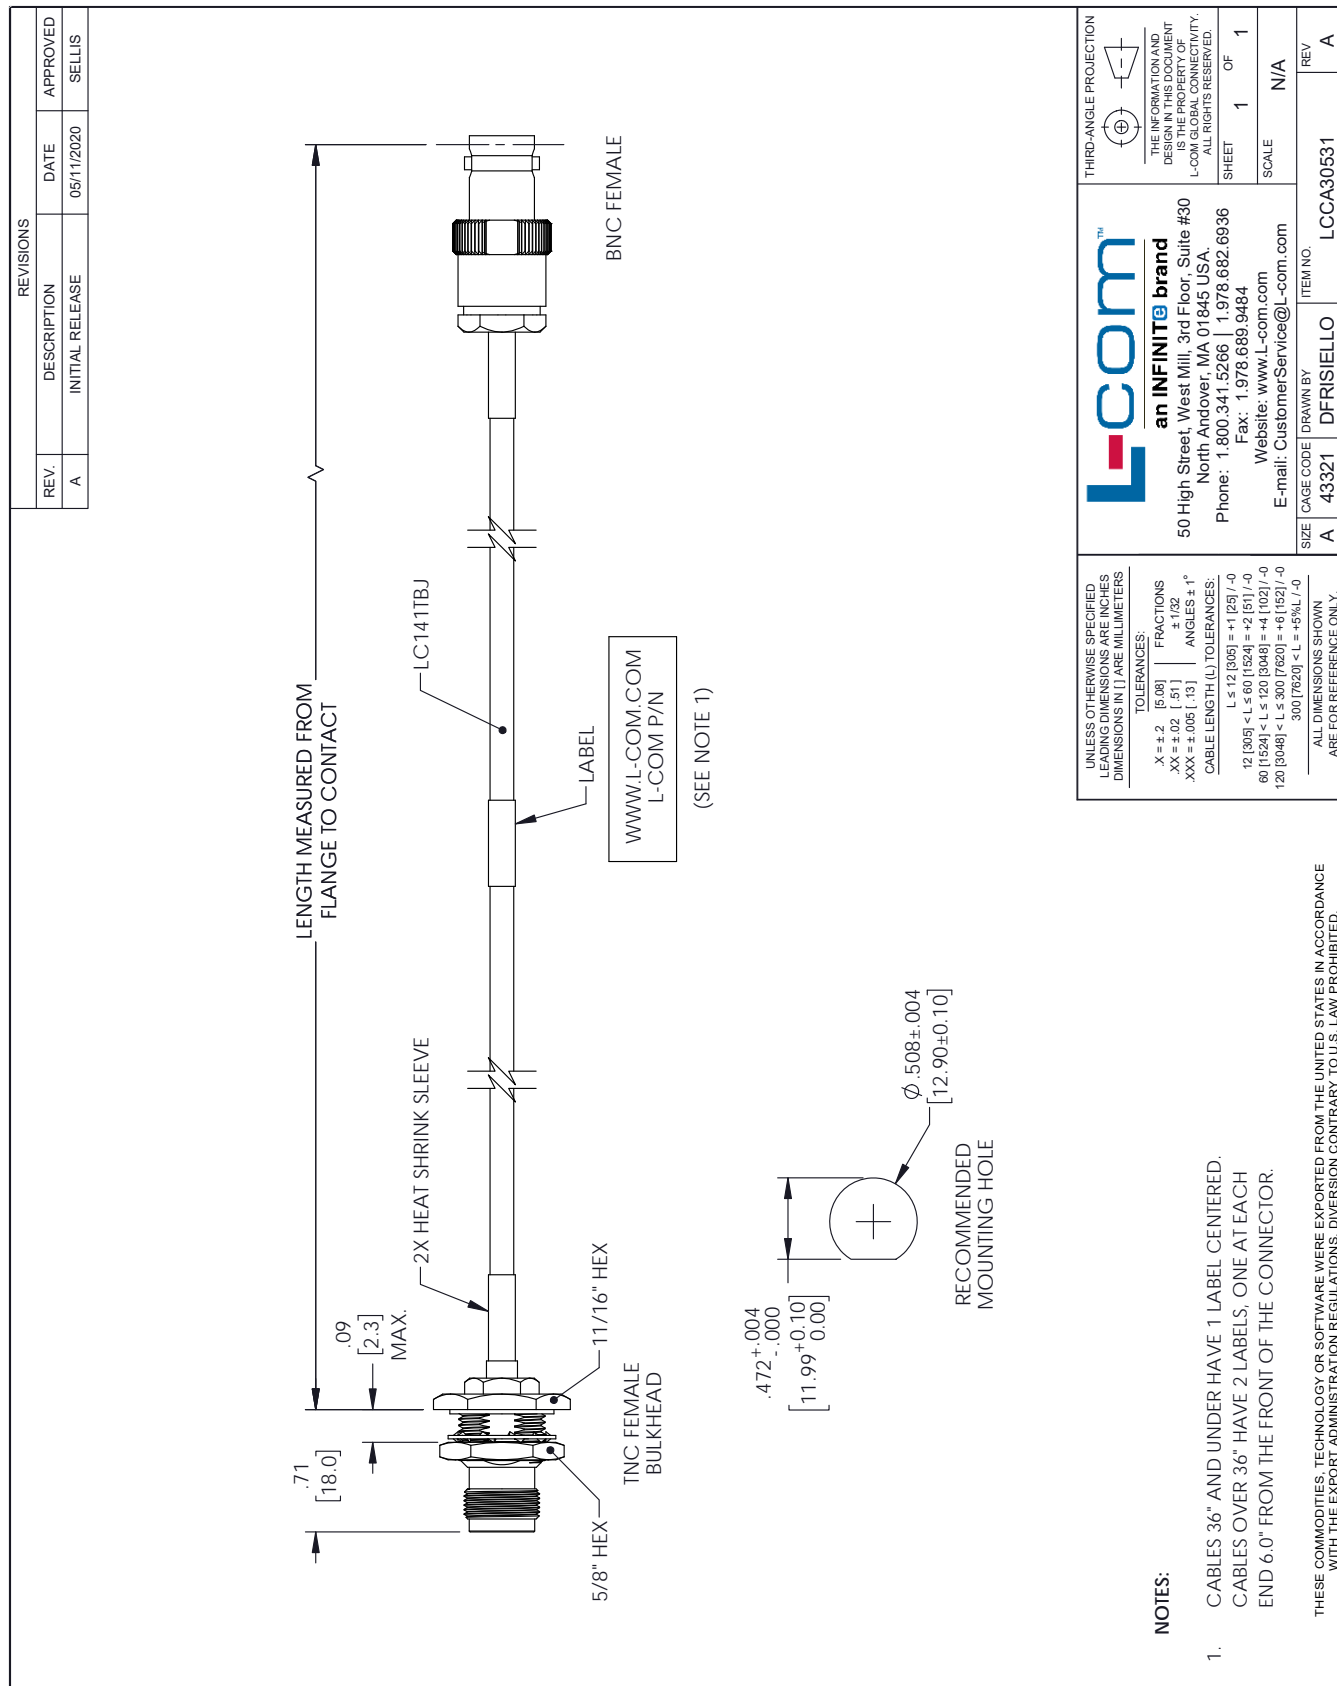 REVISIONS
REV. DESCRIPTION DATE APPROVED
A INITIAL RELEASE 05/11/2020 SELLIS
LENGTH MEASURED FROM
FLANGE TO CONTACT
.71
[18.0]
.09
[2.3]
MAX.
2X HEAT SHRINK SLEEVE
LC141TBJ
LABEL
WWW.L-COM.COM
L-COM P/N
(SEE NOTE 1)
5/8" HEX
11/16" HEX
TNC FEMALE
BULKHEAD
BNC FEMALE
.472 +.004
-.000
[11.99 +0.10]
0.00
Ø.508±.004
[12.90±0.10]
RECOMMENDED
MOUNTING HOLE
NOTES:
1. CABLES 36" AND UNDER HAVE 1 LABEL CENTERED.
CABLES OVER 36" HAVE 2 LABELS, ONE AT EACH
END 6.0" FROM THE FRONT OF THE CONNECTOR.
THESE COMMODITIES, TECHNOLOGY OR SOFTWARE WERE EXPORTED FROM THE UNITED STATES IN ACCORDANCE
WITH THE EXPORT ADMINISTRATION REGULATIONS. DIVERSION CONTRARY TO U.S. LAW PROHIBITED.
UNLESS OTHERWISE SPECIFIED
LEADING DIMENSIONS ARE INCHES
DIMENSIONS IN [ ] ARE MILLIMETERS
TOLERANCES:
.X = ±.2 [5.08] FRACTIONS
.XX = ±.02 [.51] ± 1/32
.XXX = ±.005 [.13] ANGLES ± 1°
CABLE LENGTH (L) TOLERANCES:
L ≤ 12 [305] = +1 [25] / -0
12 [305] < L ≤ 60 [1524] = +2 [51] / -0
60 [1524] < L ≤ 120 [3048] = +4 [102] / -0
120 [3048] < L ≤ 300 [7620] = +6 [152] / -0
300 [7620] < L = +5%L / -0
ALL DIMENSIONS SHOWN
ARE FOR REFERENCE ONLY.
L-com™
an INFINIT@ brand
50 High Street, West Mill, 3rd Floor, Suite #30
North Andover, MA 01845 USA.
Phone: 1.800.341.5266 | 1.978.682.6936
Fax: 1.978.689.9484
Website: www.L-com.com
E-mail: CustomerService@L-com.com
THIRD-ANGLE PROJECTION
THE INFORMATION AND
DESIGN IN THIS DOCUMENT
IS THE PROPERTY OF
L-COM GLOBAL CONNECTIVITY.
ALL RIGHTS RESERVED.
SHEET 1 OF 1
SCALE N/A
SIZE A
CAGE CODE 43321
DRAWN BY DFRISIELLO
ITEM NO. LCCA30531
REV A